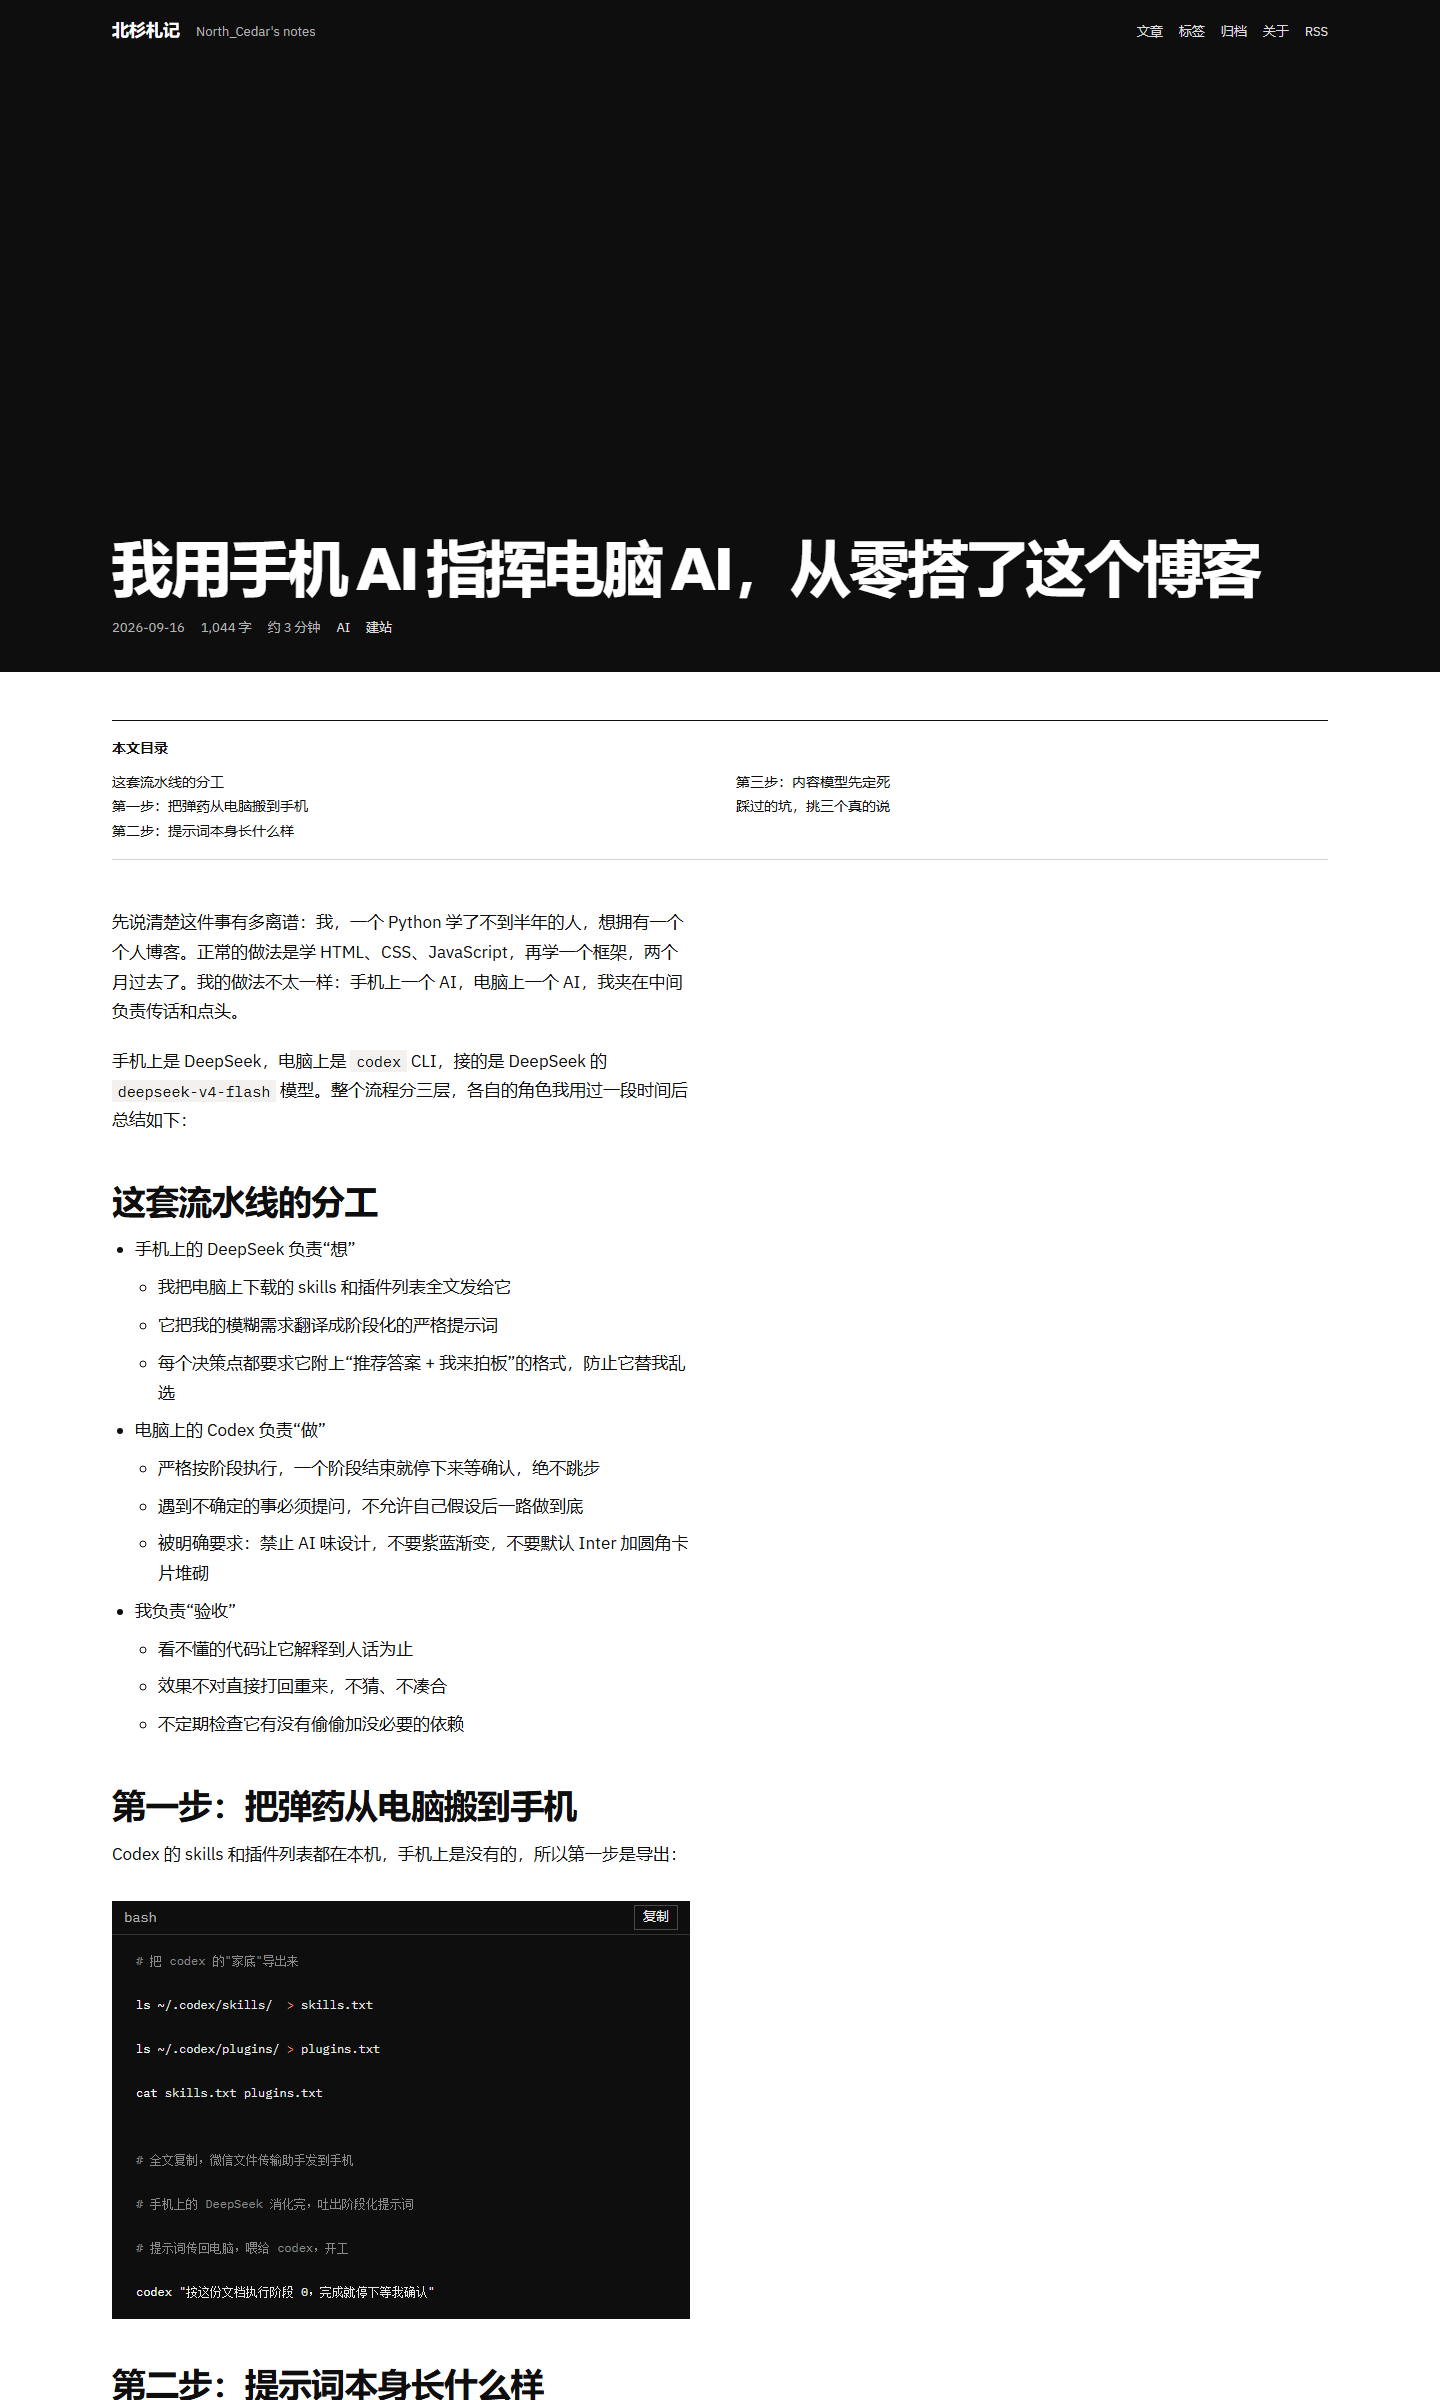 北杉札记 North_Cedar's notes 文章 标签 归档 关于 RSS
我用手机 AI 指挥电脑 AI，从零搭了这个博客
2026-09-16 1,044 字 约 3 分钟 AI 建站
本文目录
这套流水线的分工
第一步：把弹药从电脑搬到手机
第二步：提示词本身长什么样
第三步：内容模型先定死
踩过的坑，挑三个真的说
先说清楚这件事有多离谱：我，一个 Python 学了不到半年的人，想拥有一个
个人博客。正常的做法是学 HTML、CSS、JavaScript，再学一个框架，两个
月过去了。我的做法不太一样：手机上一个 AI，电脑上一个 AI，我夹在中间
负责传话和点头。
手机上是 DeepSeek，电脑上是 codex CLI，接的是 DeepSeek 的
deepseek-v4-flash 模型。整个流程分三层，各自的角色我用过一段时间后
总结如下：
这套流水线的分工
• 手机上的 DeepSeek 负责“想”
◦ 我把电脑上下载的 skills 和插件列表全文发给它
◦ 它把我的模糊需求翻译成阶段化的严格提示词
◦ 每个决策点都要求它附上“推荐答案 + 我来拍板”的格式，防止它替我乱
选
• 电脑上的 Codex 负责“做”
◦ 严格按阶段执行，一个阶段结束就停下来等确认，绝不跳步
◦ 遇到不确定的事必须提问，不允许自己假设后一路做到底
◦ 被明确要求：禁止 AI 味设计，不要紫蓝渐变，不要默认 Inter 加圆角卡
片堆砌
• 我负责“验收”
◦ 看不懂的代码让它解释到人话为止
◦ 效果不对直接打回重来，不猜、不凑合
◦ 不定期检查它有没有偷偷加没必要的依赖
第一步：把弹药从电脑搬到手机
Codex 的 skills 和插件列表都在本机，手机上是没有的，所以第一步是导出：
bash 复制
# 把 codex 的"家底"导出来
ls ~/.codex/skills/  > skills.txt
ls ~/.codex/plugins/ > plugins.txt
cat skills.txt plugins.txt
# 全文复制，微信文件传输助手发到手机
# 手机上的 DeepSeek 消化完，吐出阶段化提示词
# 提示词传回电脑，喂给 codex，开工
codex "按这份文档执行阶段 0，完成就停下等我确认"
第二步：提示词本身长什么样